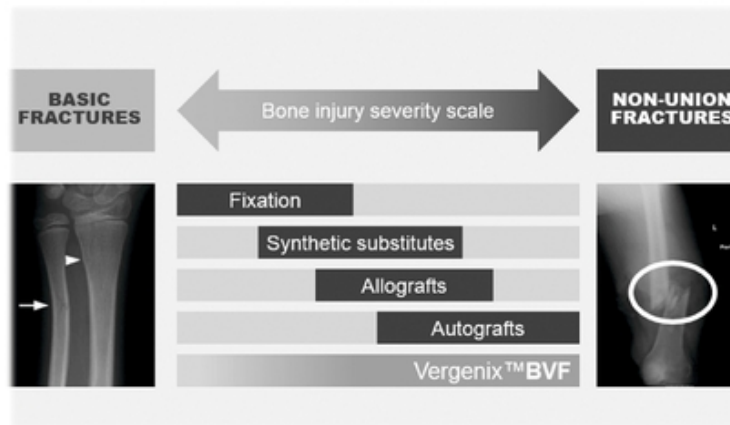 BASIC
FRACTURES
Bone injury severity scale
NON-UNION
FRACTURES
Fixation
Synthetic substitutes
Allografts
Autografts
Vergenix™BVF
L